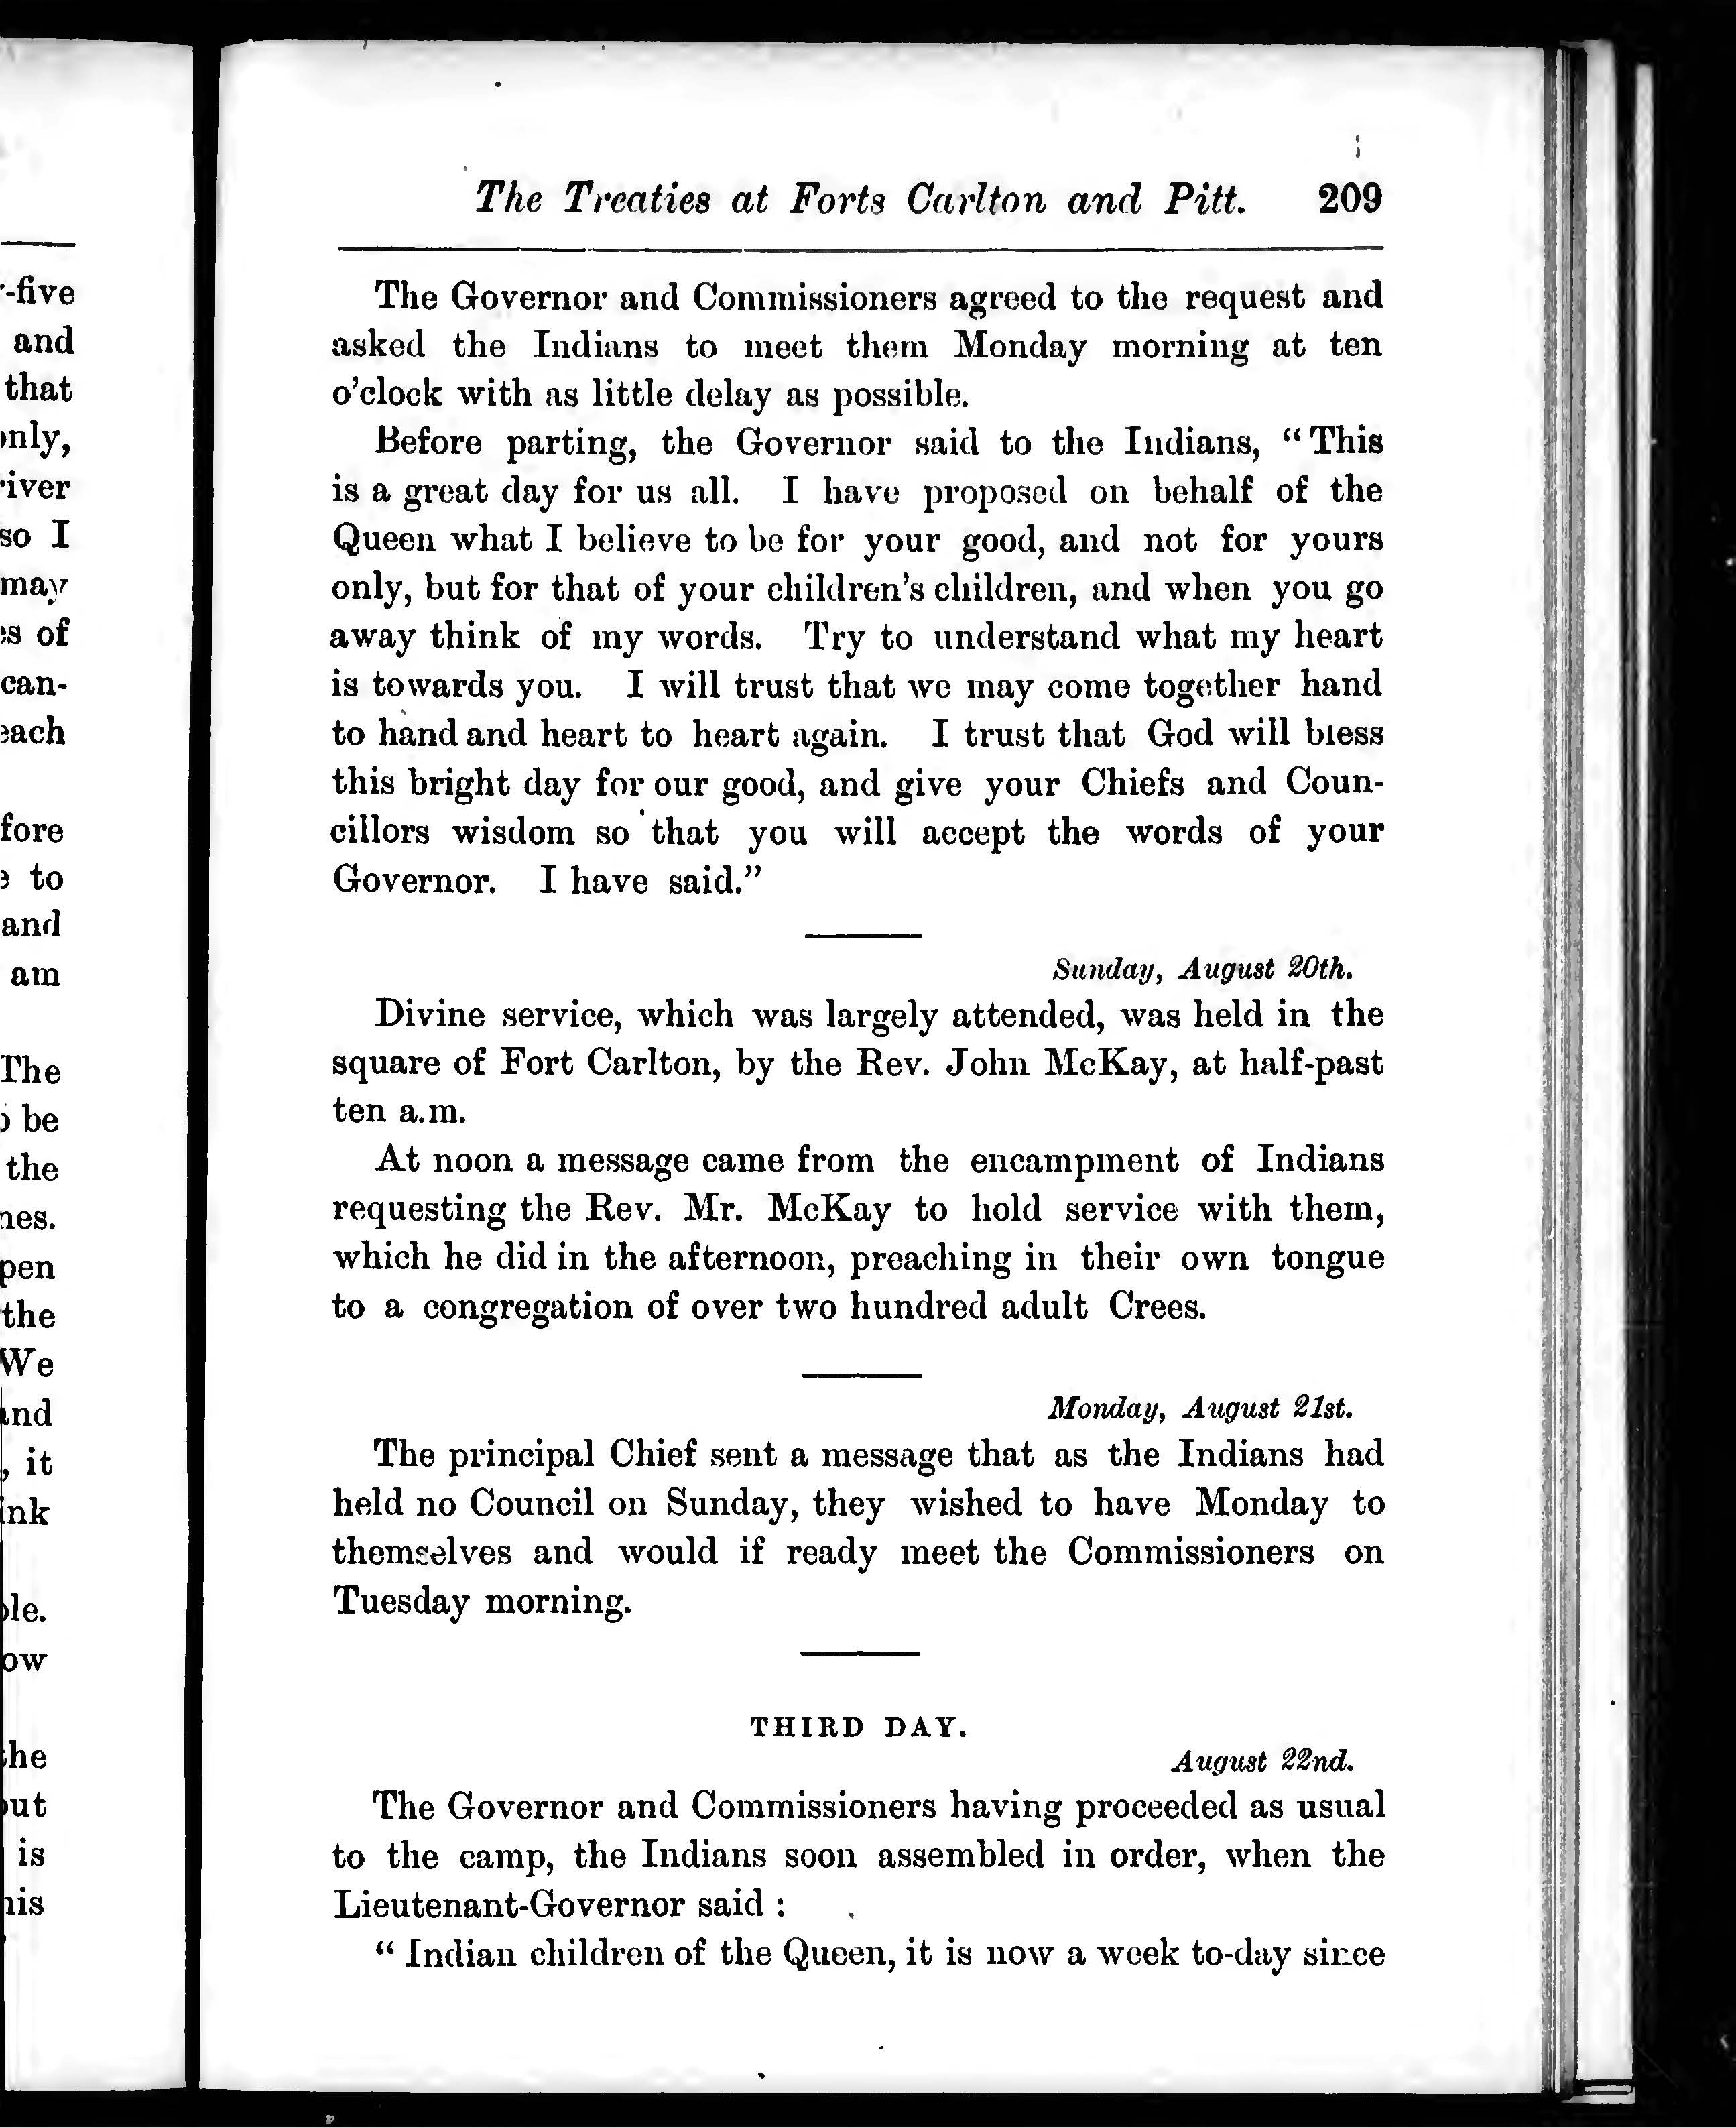 The Treaties at Forts Carlton and Pitt. 209
The Governor and Commissioners agreed to the request and
asked the Indians to meet them Monday morning at ten
o'clock with as little delay as possible.
Before parting, the Governor said to the Indians, “This
is a great day for us all. I have proposed on behalf of the
Queen what I believe to be for your good, and not for yours
only, but for that of your children's children, and when you go
away think of my words. Try to understand what my heart
is towards you. I will trust that we may come together hand
to hand and heart to heart again. I trust that God will bless
this bright day for our good, and give your Chiefs and Coun-
cillors wisdom so that you will accept the words of your
Governor. I have said.”
Sunday, August 20th.
Divine service, which was largely attended, was held in the
square of Fort Carlton, by the Rev. John McKay, at half-past
ten a.m.
At noon a message came from the encampment of Indians
requesting the Rev. Mr. McKay to hold service with them,
which he did in the afternoon, preaching in their own tongue
to a congregation of over two hundred adult Crees.
Monday, August 21st.
The principal Chief sent a message that as the Indians had
held no Council on Sunday, they wished to have Monday to
themselves and would if ready meet the Commissioners on
Tuesday morning.
THIRD DAY.
August 22nd.
The Governor and Commissioners having proceeded as usual
to the camp, the Indians soon assembled in order, when the
Lieutenant-Governor said :
“ Indian children of the Queen, it is now a week to-day since